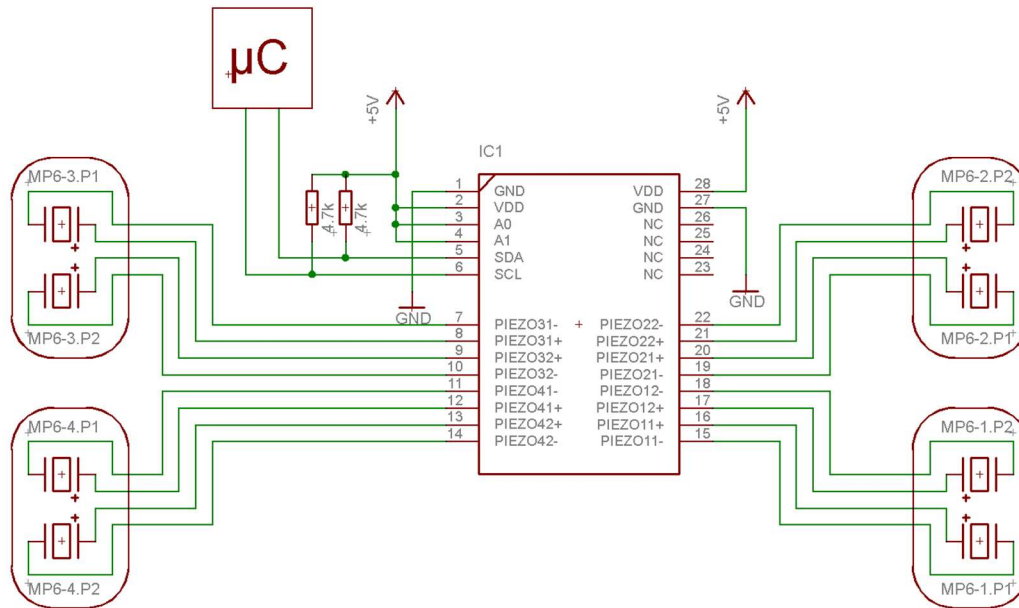 µC
+5V
+5V
IC1
MP6-3.P1
MP6-2.P2
4.7k
4.7k
1 GND VDD 28
2 VDD GND 27
3 A0 NC 26
4 A1 NC 25
5 SDA NC 24
6 SCL NC 23
GND
GND
7 PIEZO31- PIEZO22- 22
8 PIEZO31+ PIEZO22+ 21
9 PIEZO32+ PIEZO21+ 20
10 PIEZO32- PIEZO21- 19
11 PIEZO41- PIEZO12- 18
12 PIEZO41+ PIEZO12+ 17
13 PIEZO42+ PIEZO11+ 16
14 PIEZO42- PIEZO11- 15
MP6-3.P2
MP6-2.P1
MP6-4.P1
MP6-1.P2
MP6-4.P2
MP6-1.P1